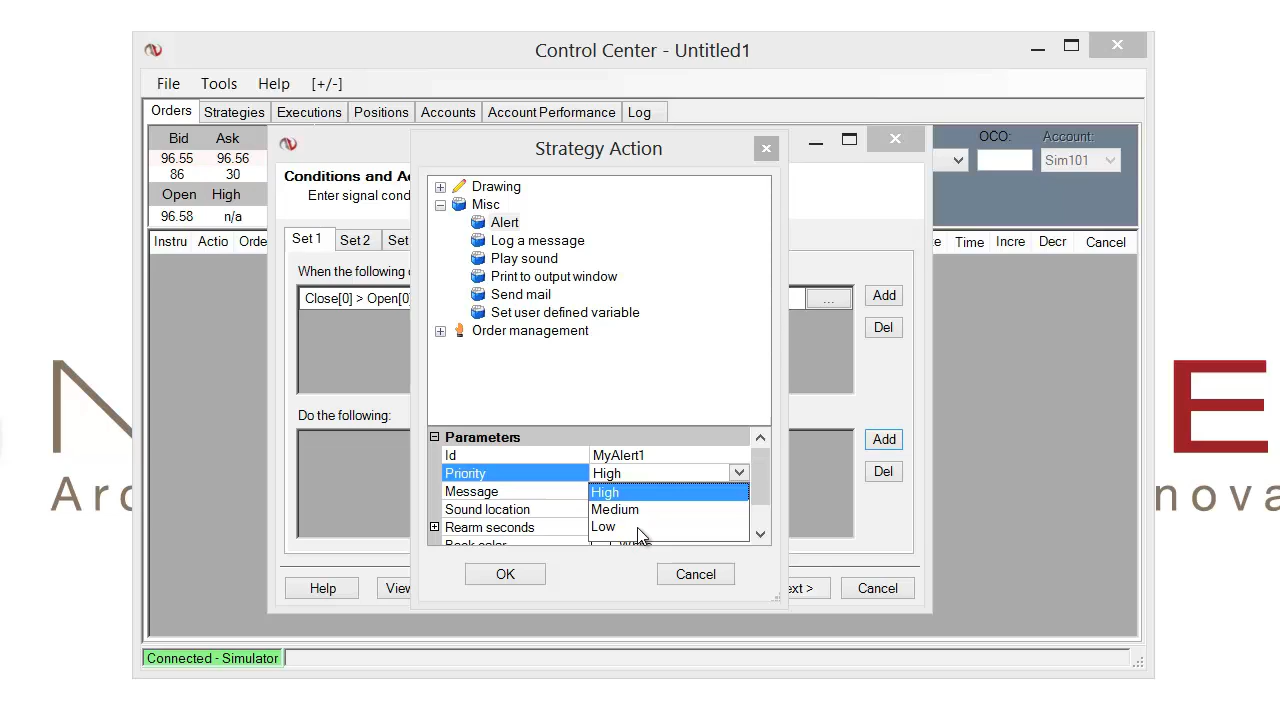 Control Center - Untitled1
File Tools Help [+/-]
Orders Strategies Executions Positions Accounts Account Performance Log
Bid Ask
96.55 96.56
86 30
Open High
96.58 n/a
OCO: Account:
Sim101
Instru Actio Orde
Time Incre Decr Cancel
Enter signal cond
Conditions and
Set 1 Set 2 Set
When the following
Close[0] > Open[0]
...
Add
Del
Do the following:
Add
Del
Help View ext > Cancel
Strategy Action
Drawing
Misc
Alert
Log a message
Play sound
Print to output window
Send mail
Set user defined variable
Order management
Parameters
Id MyAlert1
Priority High
Message
Sound location
Rearm seconds
Back color
High
Medium
Low
OK Cancel
Connected - Simulator
N
E
Ar
nova